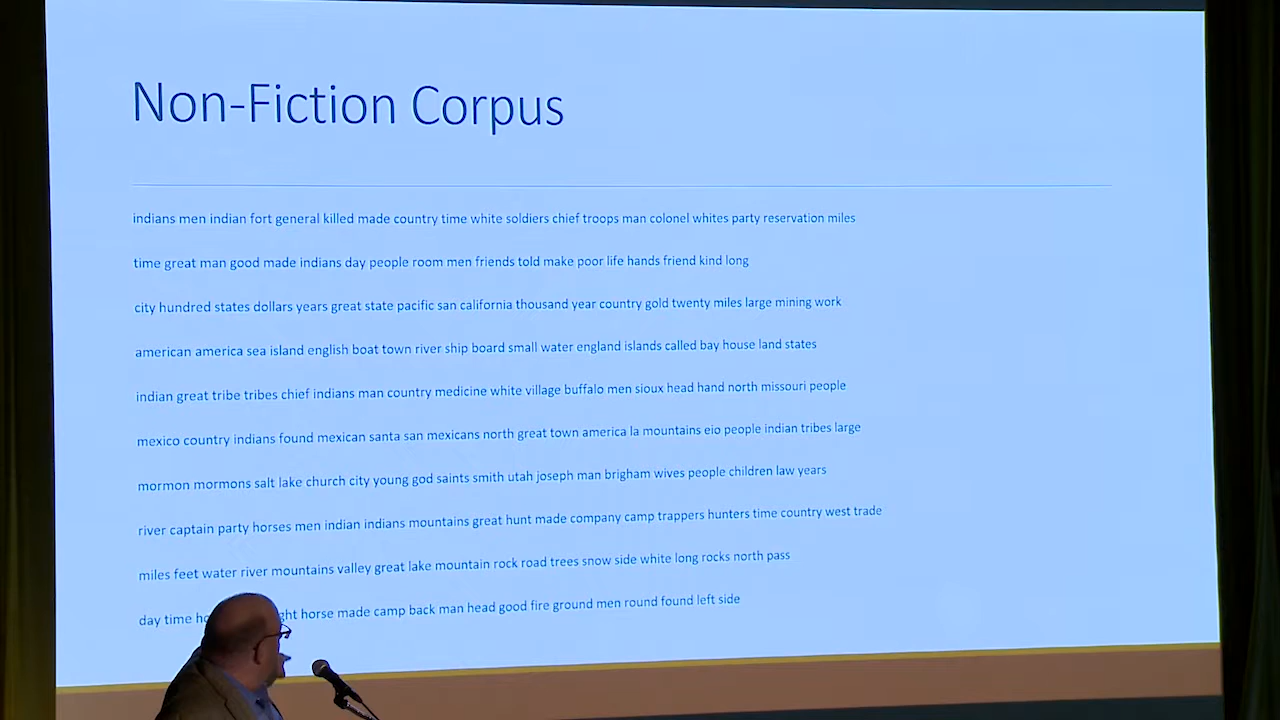 Non-Fiction Corpus
indians men indian fort general killed made country time white soldiers chief troops man colonel whites party reservation miles
time great man good made indians day people room men friends told make poor life hands friend kind long
city hundred states dollars years great state pacific san california thousand year country gold twenty miles large mining work
american america sea island english boat town river ship board small water england islands called bay house land states
indian great tribe tribes chief indians man country medicine white village buffalo men sioux head hand north missouri people
mexico country indians found mexican santa san mexicans north great town america la mountains eio people indian tribes large
mormon mormons salt lake church city young god saints smith utah joseph man brigham wives people children law years
river captain party horses men indian indians mountains great hunt made company camp trappers hunters time country west trade
miles feet water river mountains valley great lake mountain rock road trees snow side white long rocks north pass
day time horse made camp back man head good fire ground men round found left side